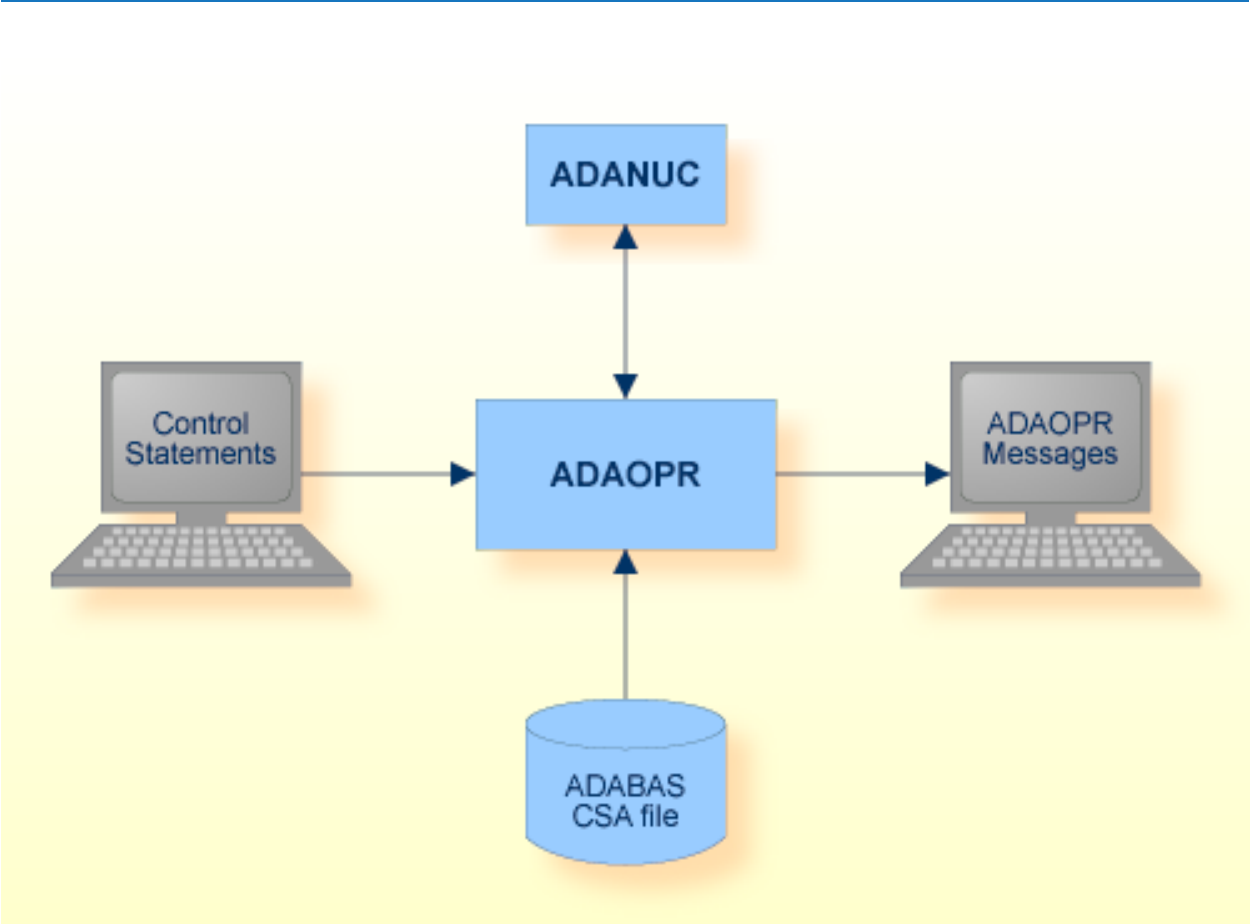 ADANUC
Control
Statements
ADAOPR
ADAOPR
Messages
ADABAS
CSA file